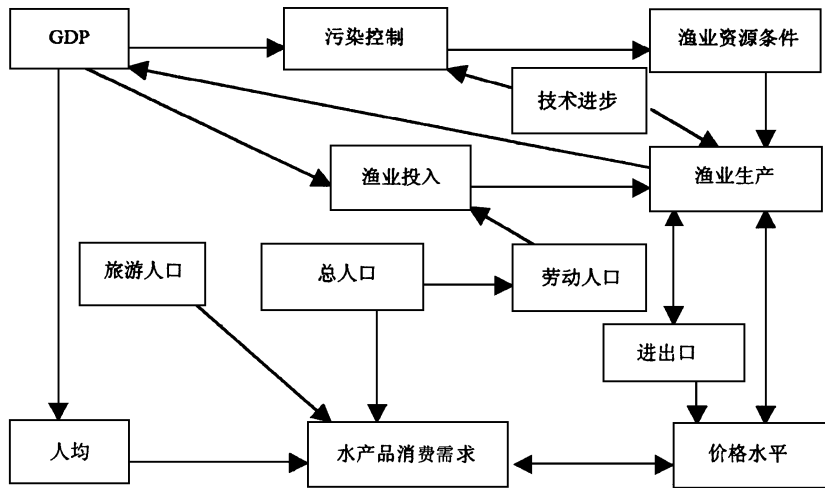 GDP
污染控制
渔业资源条件
技术进步
渔业投入
渔业生产
旅游人口
总人口
劳动人口
进出口
人均
水产品消费需求
价格水平